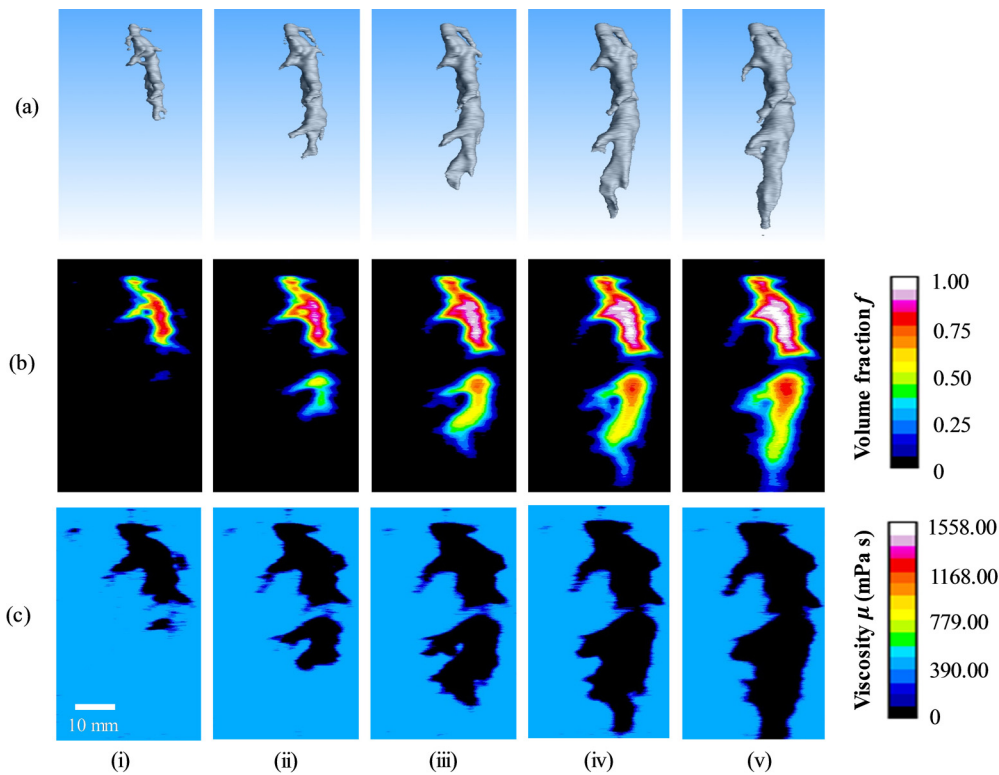 (a)
(b)
Volume fraction f
1.00
0.75
0.50
0.25
0
(c)
10 mm
Viscosity μ (mPa s)
1558.00
1168.00
779.00
390.00
0
(i) (ii) (iii) (iv) (v)